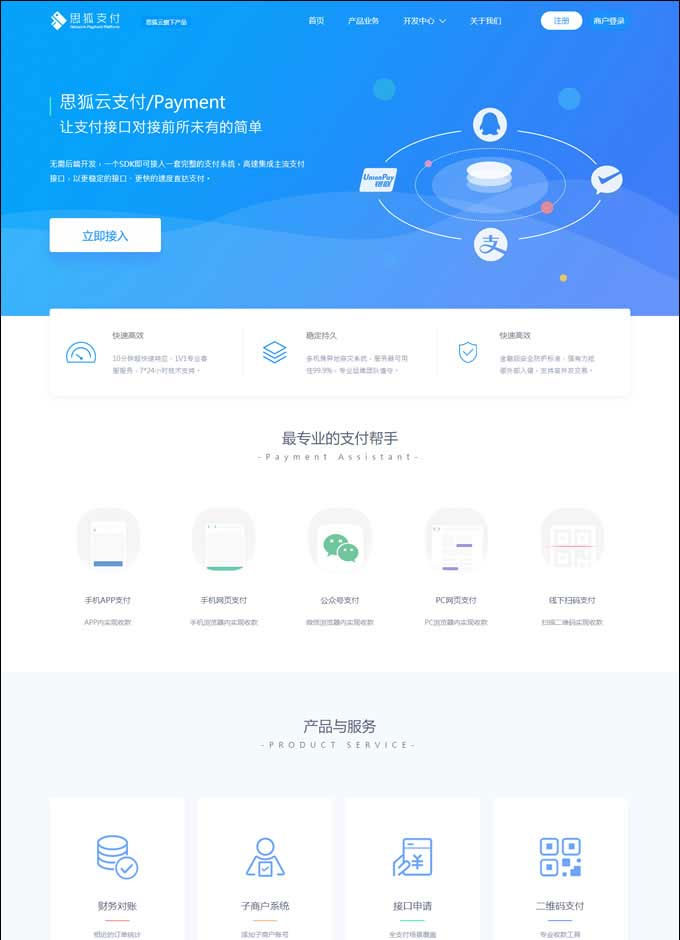 思狐支付
Network Payment Platform
思狐云旗下产品
首页
产品业务
开发中心
关于我们
注册
商户登录
思狐云支付/Payment
让支付接口对接前所未有的简单
无需后端开发，一个SDK即可接入一套完整的支付系统、高速集成主流支付
接口，以更稳定的接口、更快的速度直达支付。
立即接入
UnionPay
银联
支
快速高效
10分钟超快速响应，1V1专业客
服服务，7*24小时技术支持。
稳定持久
多机房异地容灾系统，服务器可用
性99.9%，专业运维团队值守。
快速高效
金融级安全防护标准，强有力抵
御外部入侵，支持高并发交易。
最专业的支付帮手
-Payment Assistant-
手机APP支付
APP内实现收款
手机网页支付
手机浏览器内实现收款
公众号支付
微信浏览器内实现收款
PC网页支付
PC浏览器内实现收款
线下扫码支付
扫描二维码实现收款
产品与服务
-PRODUCT SERVICE-
财务对账
相近的订单统计
子商户系统
添加子商户账号
接口申请
全支付场景覆盖
二维码支付
专业收款工具